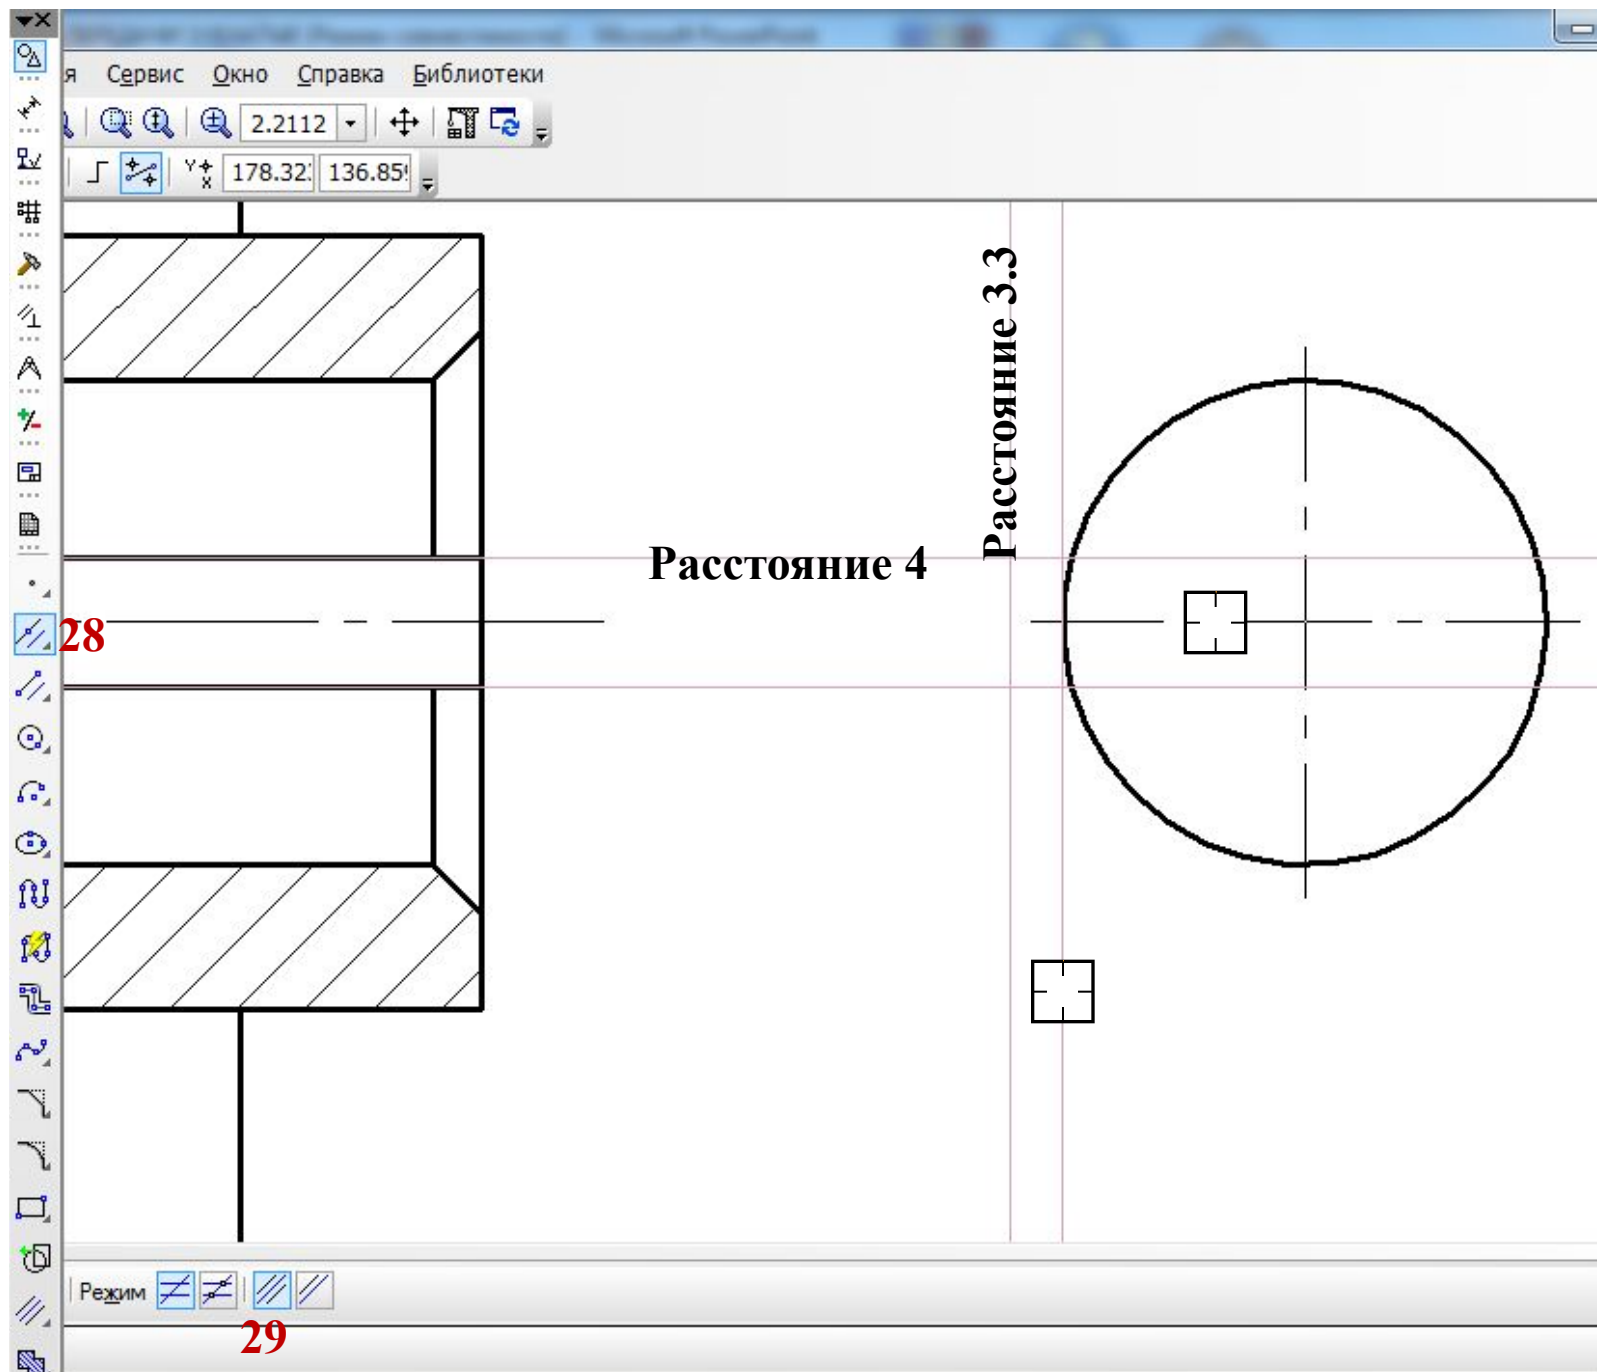 я Сервис Окно Справка Библиотеки
2.2112
Y X 178.32 136.85
Расстояние 3.3
Расстояние 4
28
Режим
29